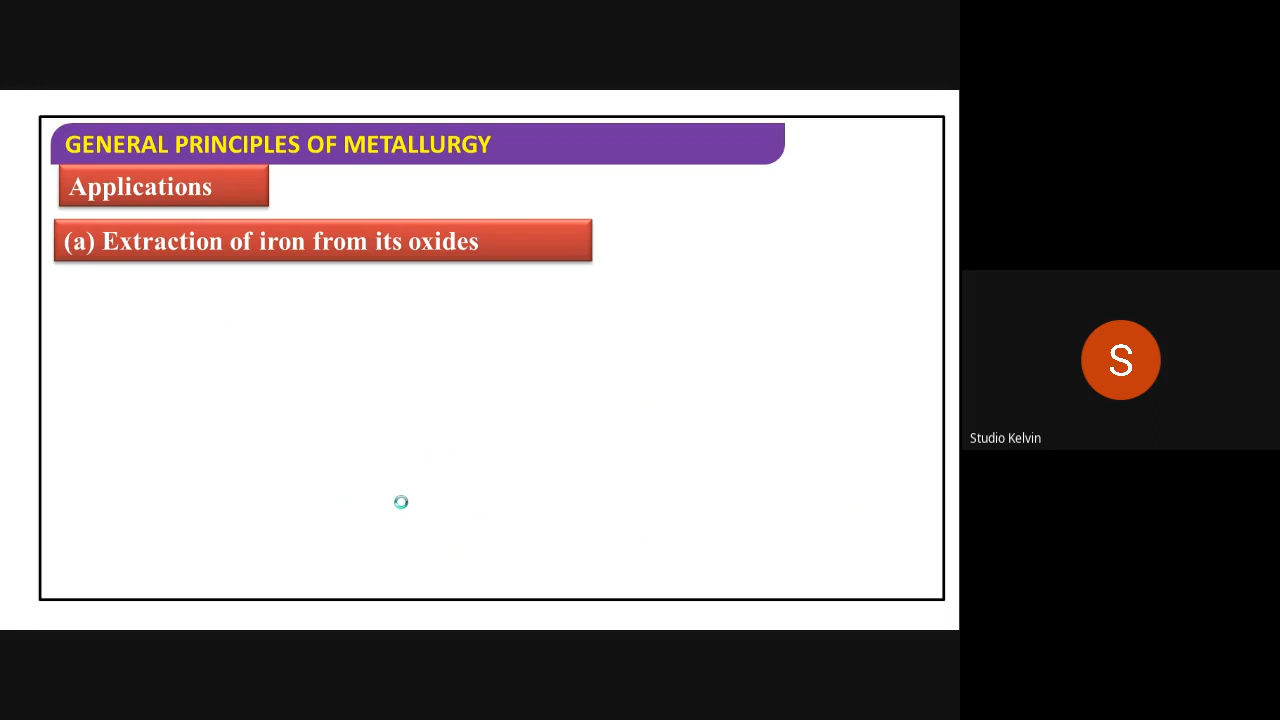 GENERAL PRINCIPLES OF METALLURGY
Applications
(a) Extraction of iron from its oxides
S
Studio Kelvin